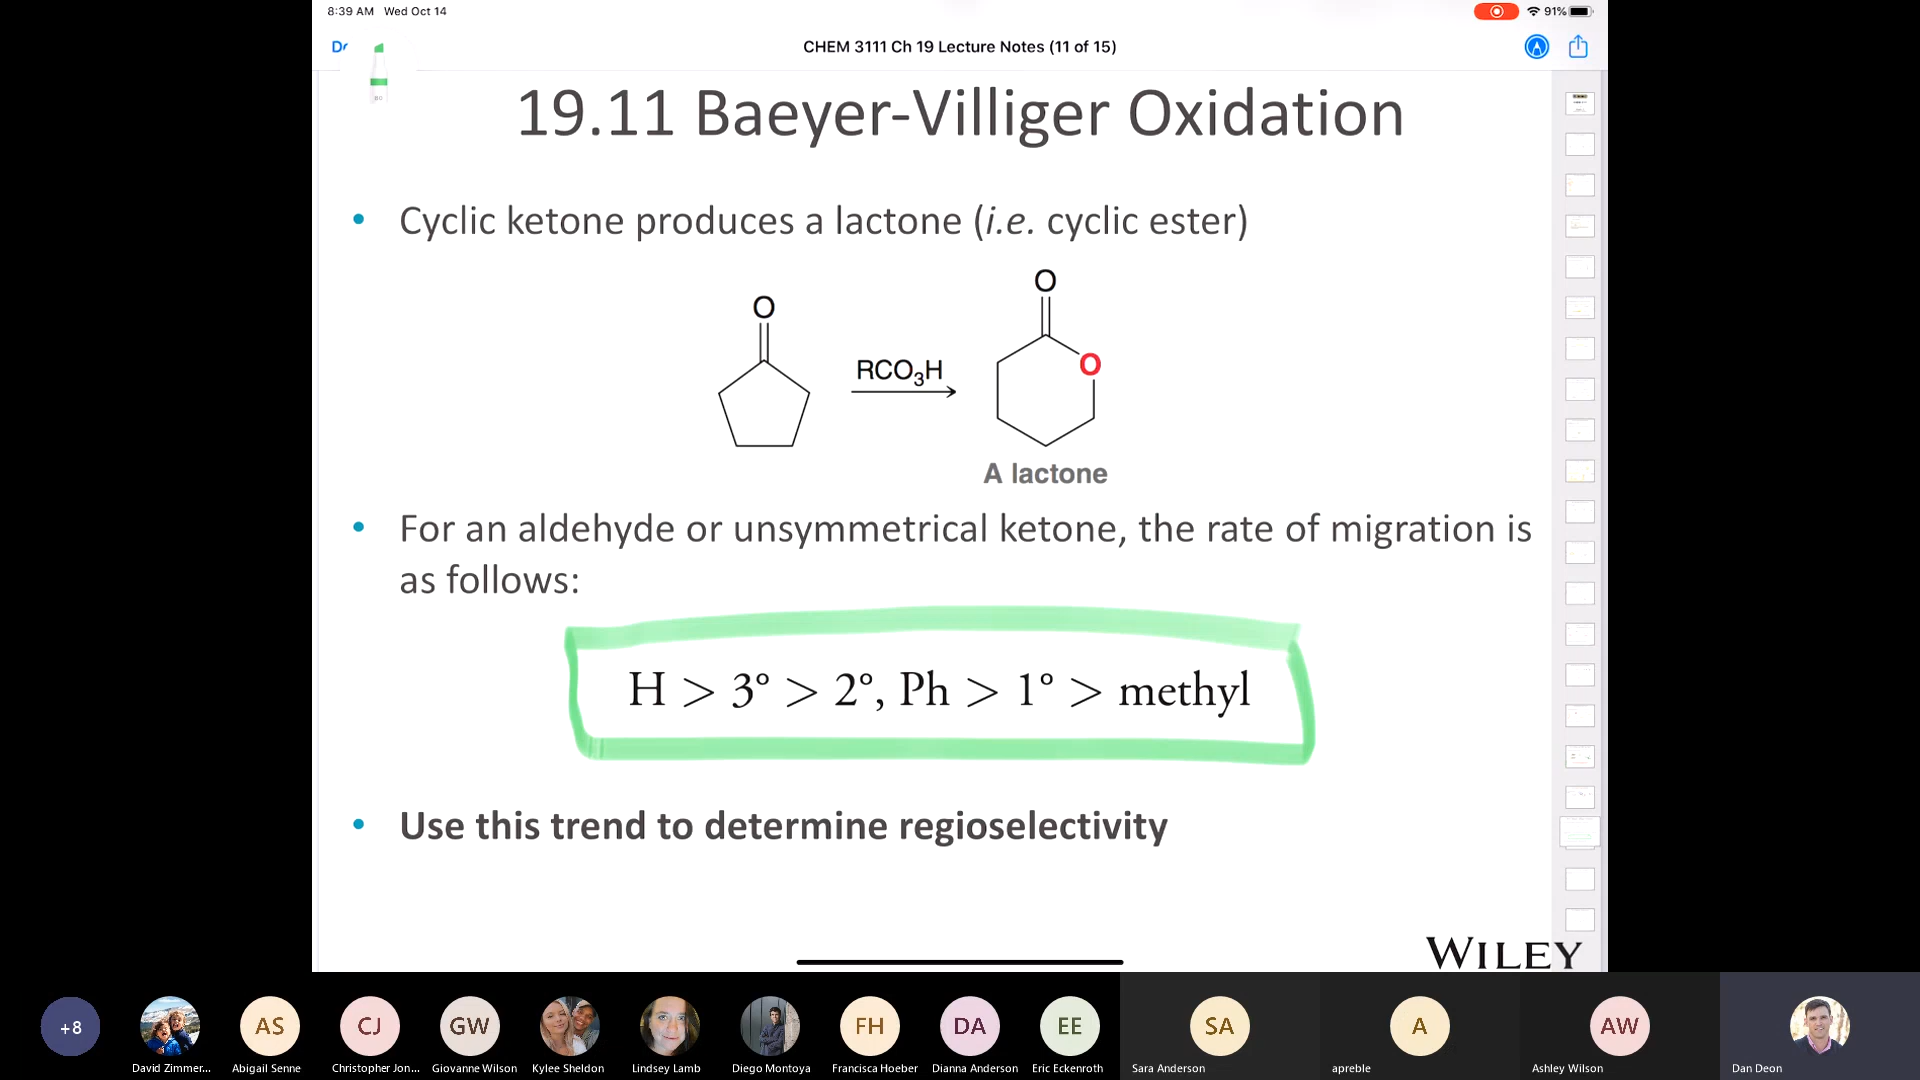 8:39 AM Wed Oct 14
91%
CHEM 3111 Ch 19 Lecture Notes (11 of 15)
19.11 Baeyer-Villiger Oxidation
• Cyclic ketone produces a lactone (i.e. cyclic ester)
O
O
RCO3H
O
A lactone
• For an aldehyde or unsymmetrical ketone, the rate of migration is
as follows:
H > 3° > 2°, Ph > 1° > methyl
• Use this trend to determine regioselectivity
WILEY
+8
AS
CJ
GW
FH
DA
EE
SA
A
AW
David Zimmer...
Abigail Senne
Christopher Jon...
Giovanne Wilson
Kylee Sheldon
Lindsey Lamb
Diego Montoya
Francisca Hoeber
Dianna Anderson
Eric Eckenroth
Sara Anderson
apreble
Ashley Wilson
Dan Deon